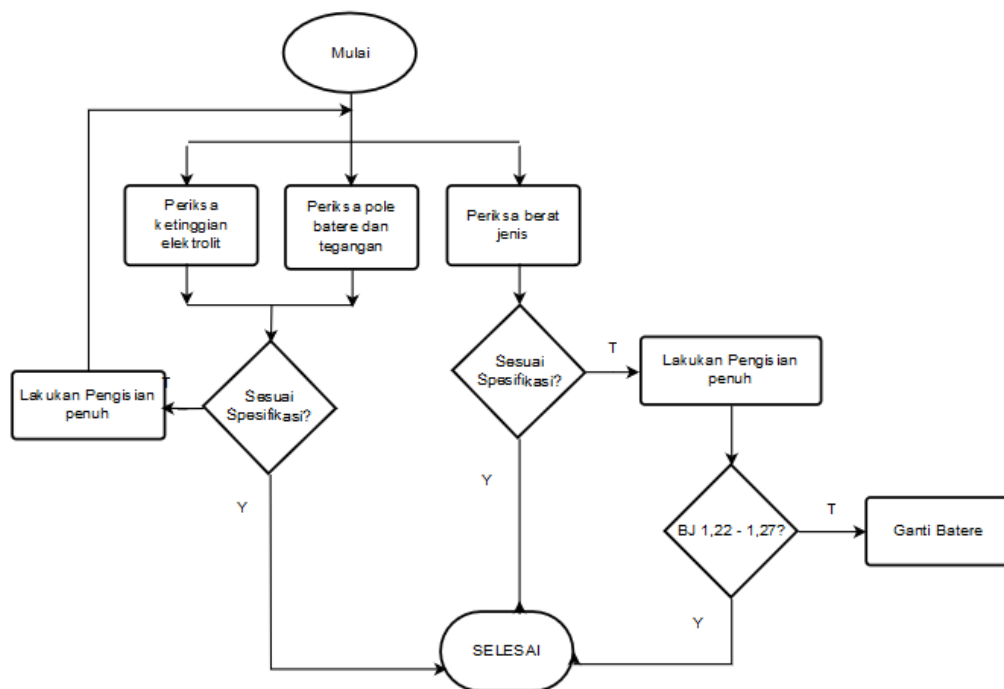 Mulai
Periksa
ketinggian
elektrolit
Periksa pole
batere dan
tegangan
Periksa berat
jenis
Sesuai
Spesifikasi?
T
Lakukan Pengisian
penuh
T
Lakukan Pengisian
penuh
Sesuai
Spesifikasi?
Y
Y
BJ 1,22 - 1,27?
T
Ganti Batere
Y
SELESAI